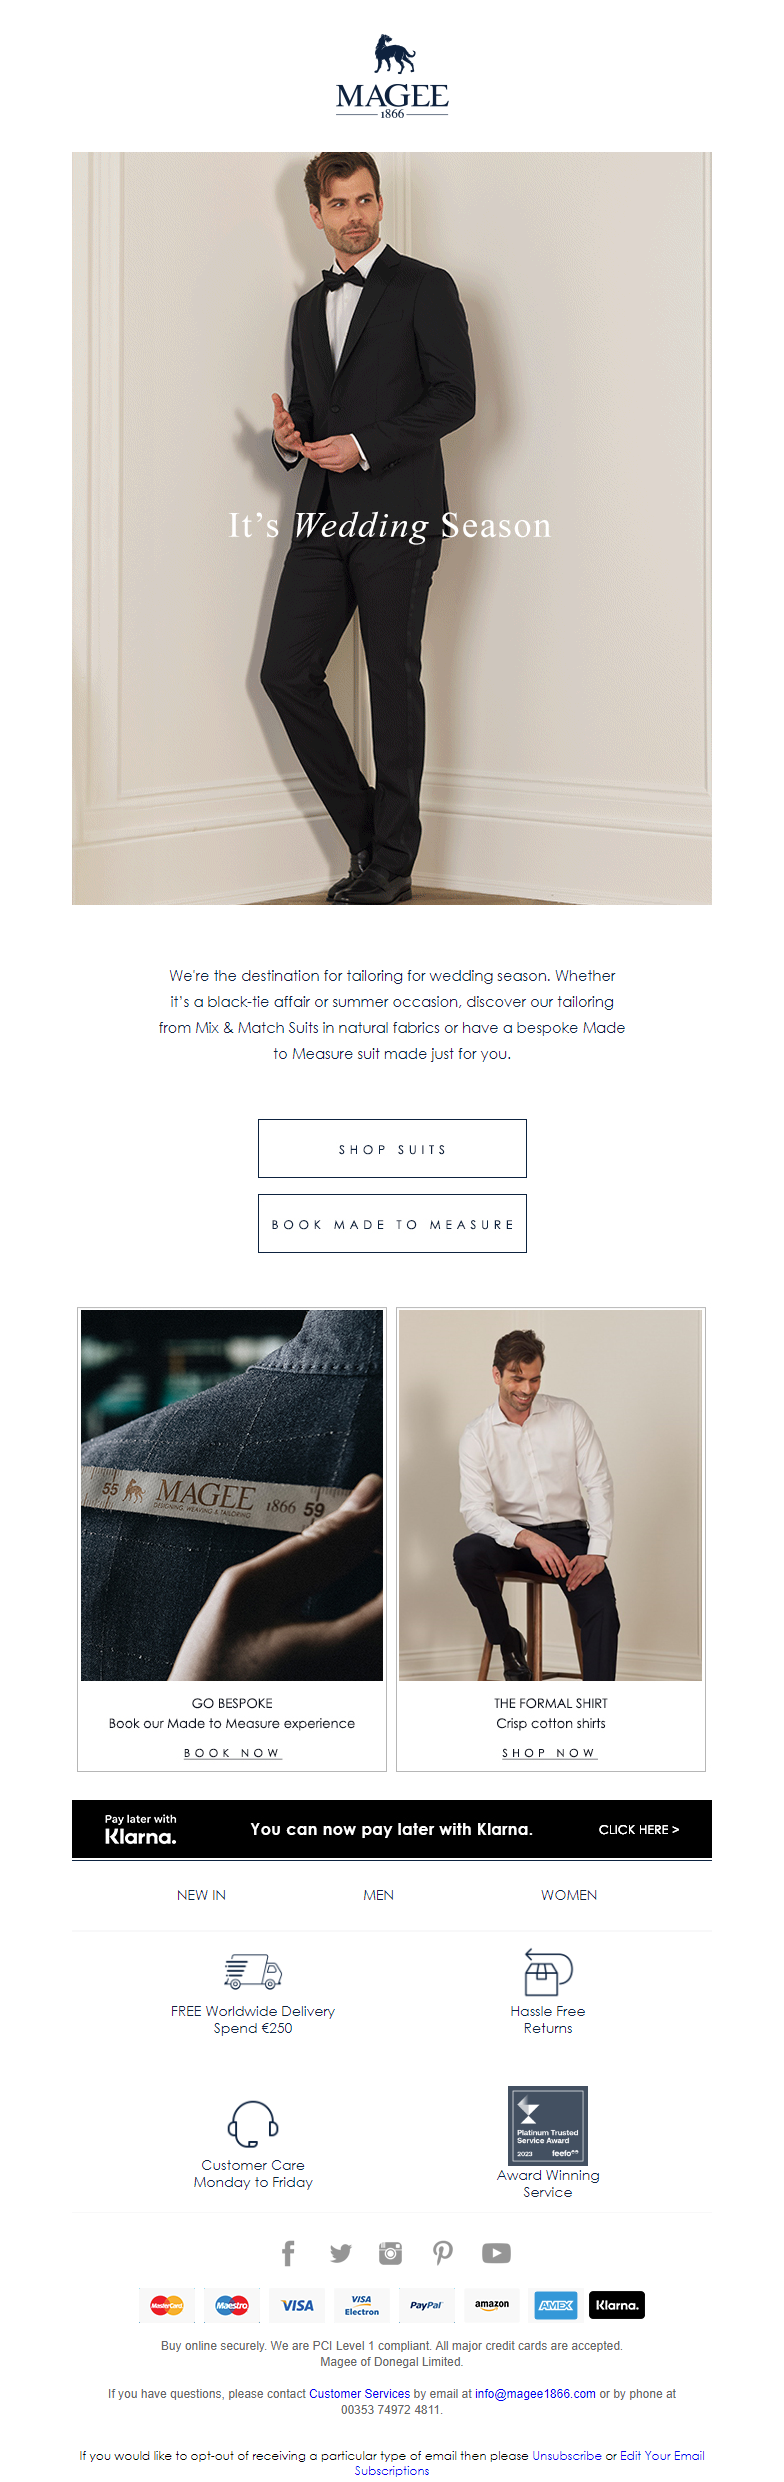 MAGEE
1866
It's Wedding Season
We're the destination for tailoring for wedding season. Whether
it's a black-tie affair or summer occasion, discover our tailoring
from Mix & Match Suits in natural fabrics or have a bespoke Made
to Measure suit made just for you.
SHOP SUITS
BOOK MADE TO MEASURE
55 MAGEE 1866 59
DESIGNING, WEAVING & TAILORING
GO BESPOKE
Book our Made to Measure experience
BOOK NOW
THE FORMAL SHIRT
Crisp cotton shirts
SHOP NOW
Pay later with
Klarna.
You can now pay later with Klarna.
CLICK HERE >
NEW IN MEN WOMEN
FREE Worldwide Delivery
Spend €250
Hassle Free
Returns
Customer Care
Monday to Friday
Platinum Trusted
Service Award
2023 feefo
Award Winning
Service
MasterCard Maestro VISA VISA Electron PayPal amazon AMEX Klarna.
Buy online securely. We are PCI Level 1 compliant. All major credit cards are accepted.
Magee of Donegal Limited.
If you have questions, please contact Customer Services by email at info@magee1866.com or by phone at
00353 74972 4811.
If you would like to opt-out of receiving a particular type of email then please Unsubscribe or Edit Your Email
Subscriptions